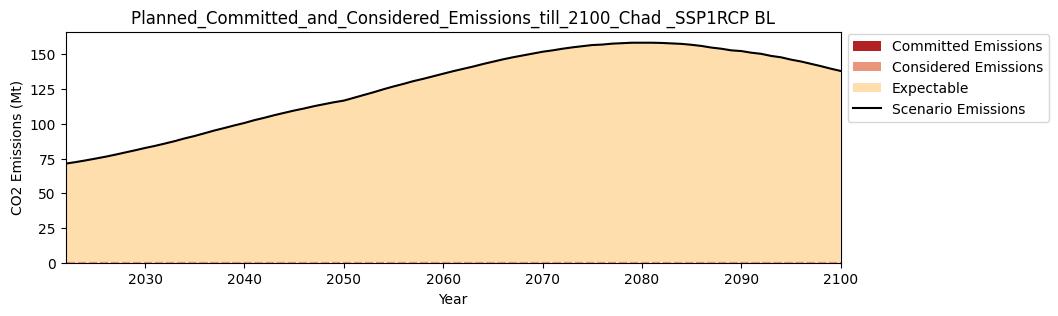 Planned_Committed_and_Considered_Emissions_till_2100_Chad _SSP1RCP BL
CO2 Emissions (Mt)
150
125
100
75
50
25
0
2030 2040 2050 2060 2070 2080 2090 2100
Year
Committed Emissions
Considered Emissions
Expectable
Scenario Emissions